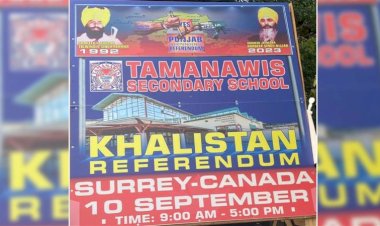 PUNJAB
REFERENDUM
1992
2023
TAMANAWIS
SECONDARY SCHOOL
KHALISTAN
REFERENDUM
SURREY-CANADA
10 SEPTEMBER
TIME: 9:00 AM - 5:00 PM